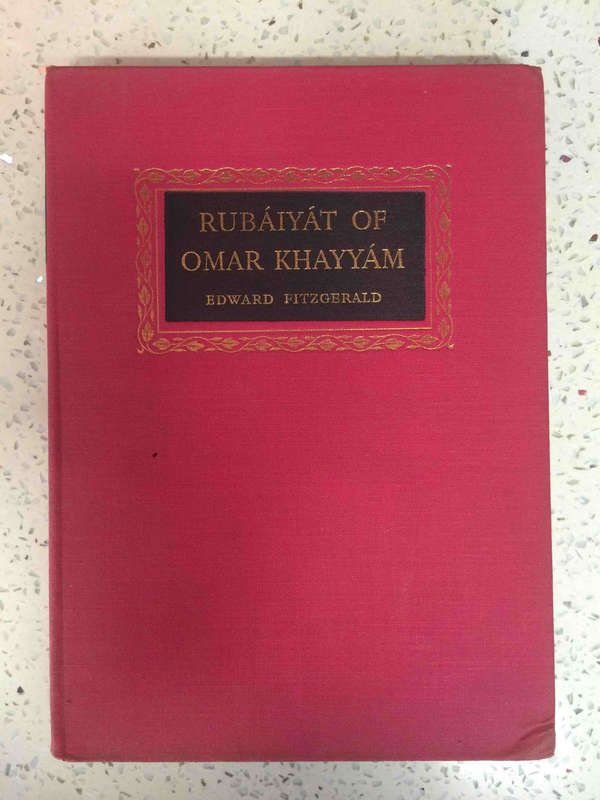 RUBÁIYÁT OF
OMAR KHAYYÁM
EDWARD FITZGERALD